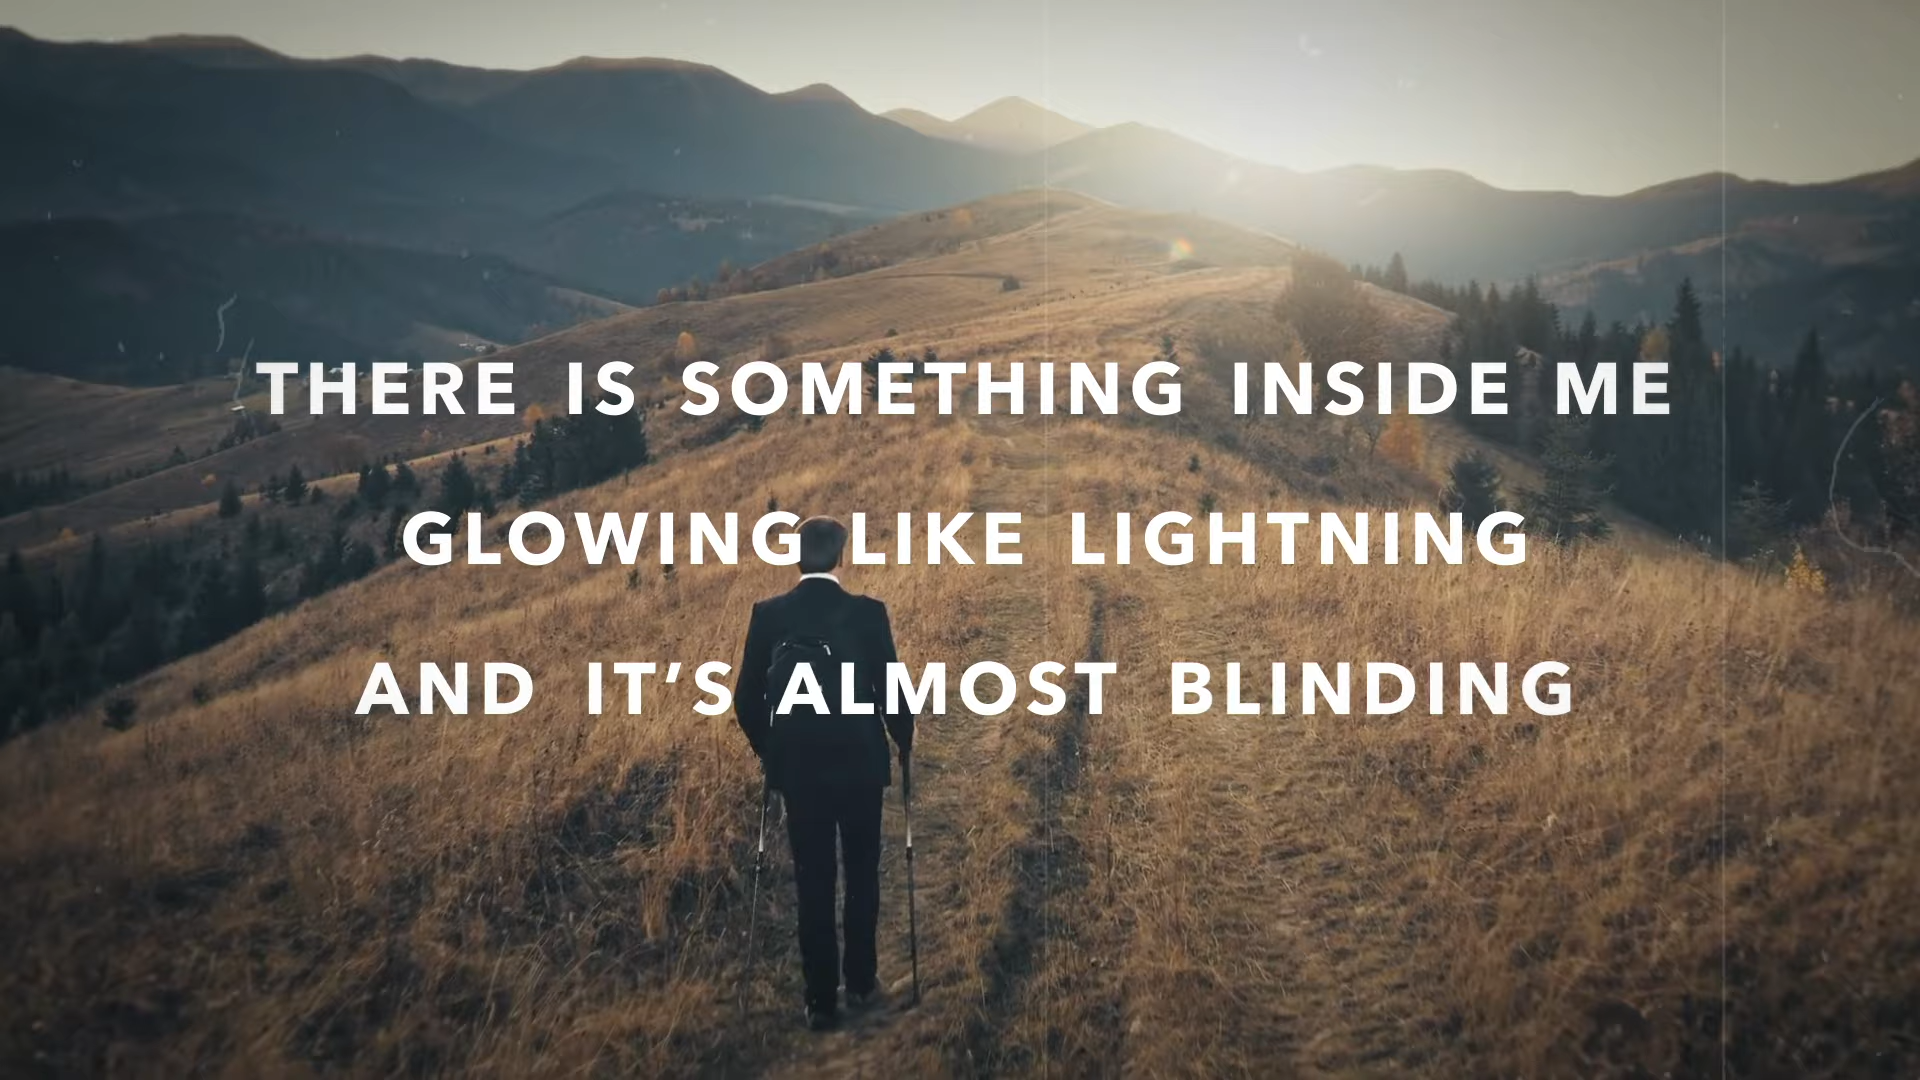 THERE IS SOMETHING INSIDE ME
GLOWING LIKE LIGHTNING
AND IT’S ALMOST BLINDING